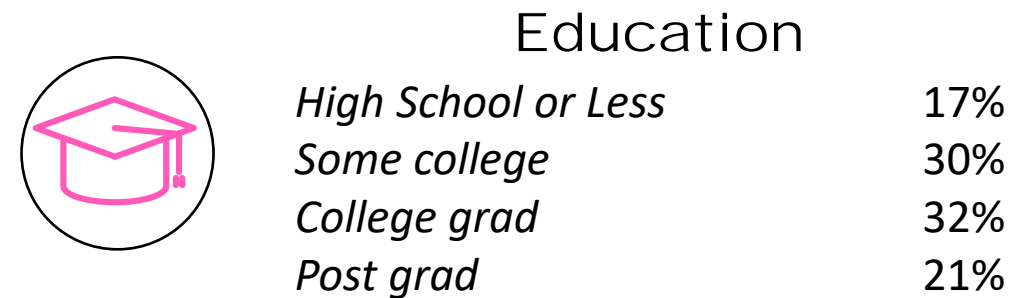 Education
High School or Less 17%
Some college 30%
College grad 32%
Post grad 21%